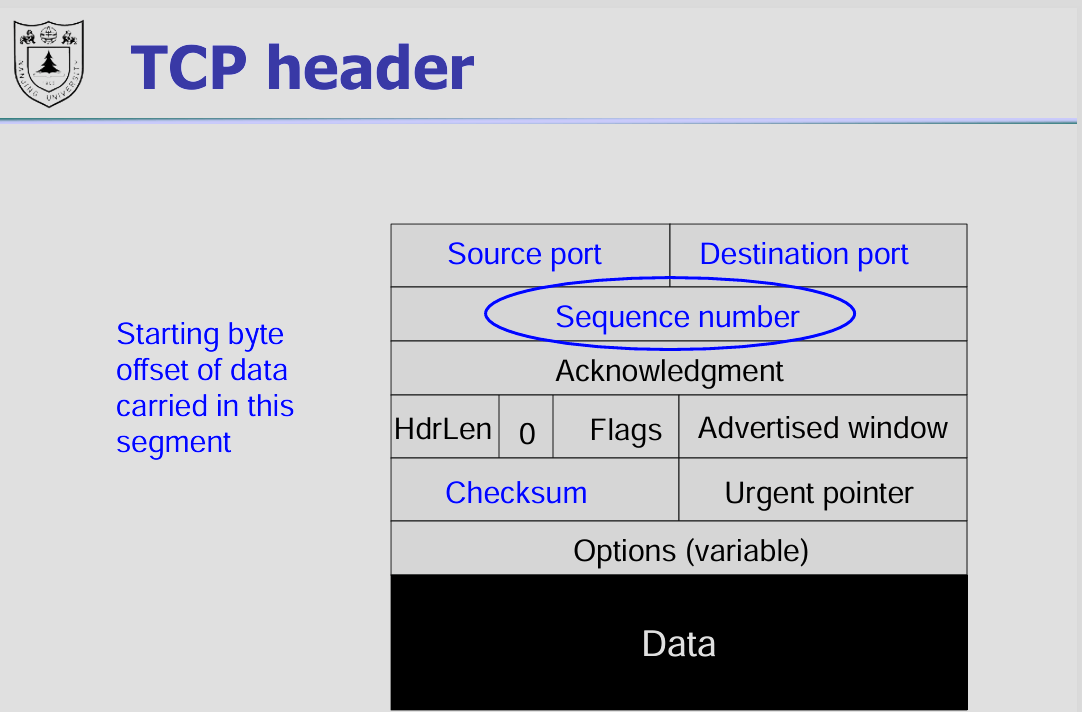 NANJING UNIVERSITY
TCP header
Source port
Destination port
Sequence number
Starting byte
offset of data
carried in this
segment
Acknowledgment
HdrLen
0
Flags
Advertised window
Checksum
Urgent pointer
Options (variable)
Data